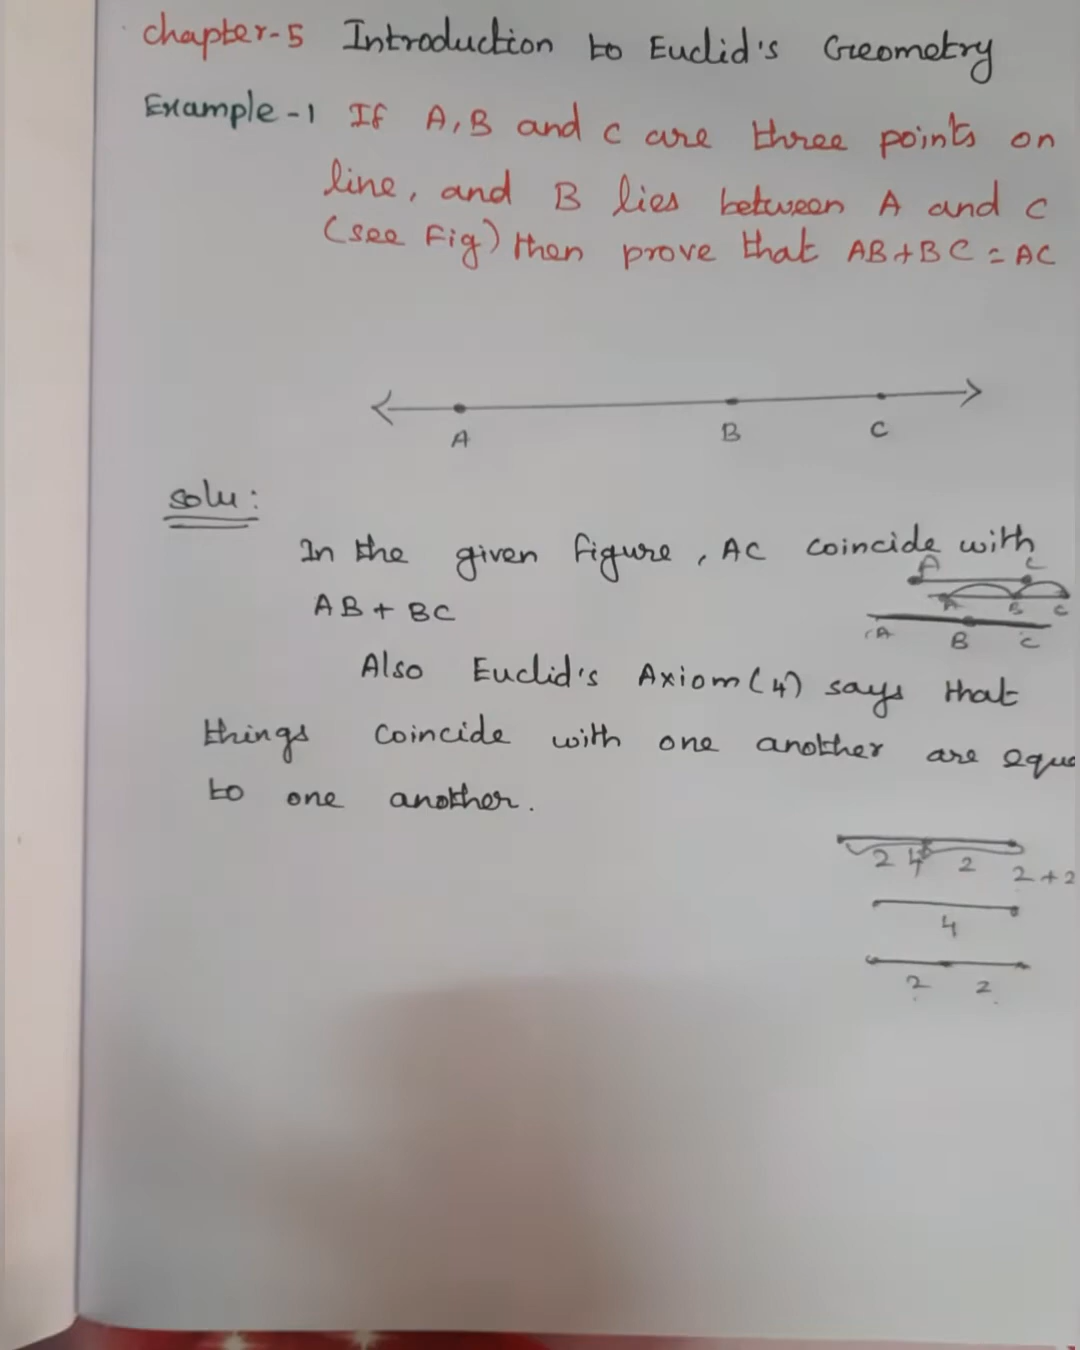 chapter-5 Introduction to Euclid's Geometry
Example-1 If A, B and C are three points on
line, and B lies between A and C
(see Fig) then prove that AB+BC=AC
A B C
Solu:
In the given figure, AC coincide with
A C
AB + BC
A B C
A B C
Also Euclid's Axiom (4) says that
things coincide with one another are equa
to one another.
2 4 2 2+2
4
2 2